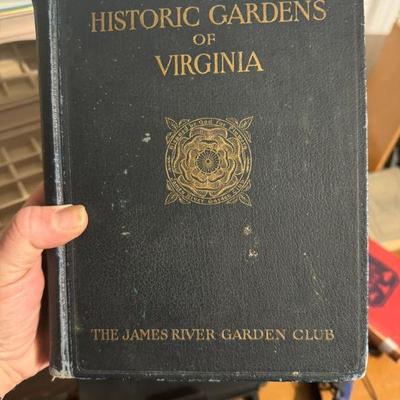 HISTORIC GARDENS
OF
VIRGINIA
THE JAMES RIVER GARDEN CLUB